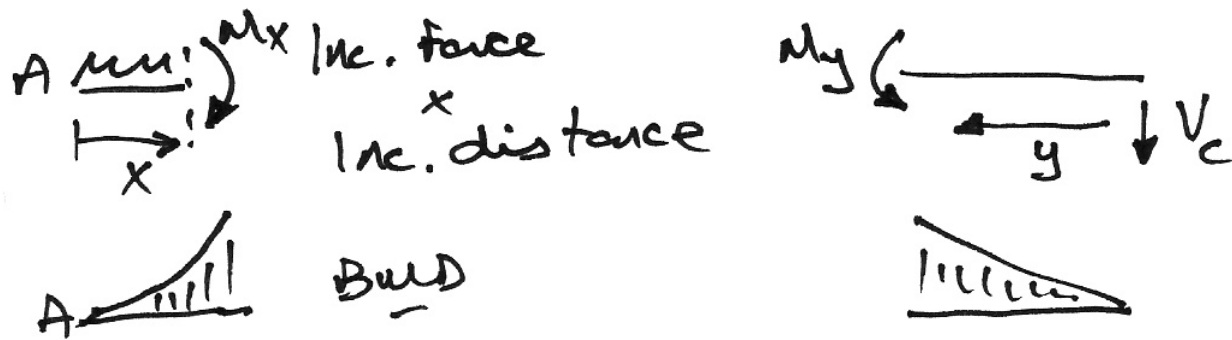 A Mx Inc. force
x
Inc. distance
x
A BMD
My
y Vc